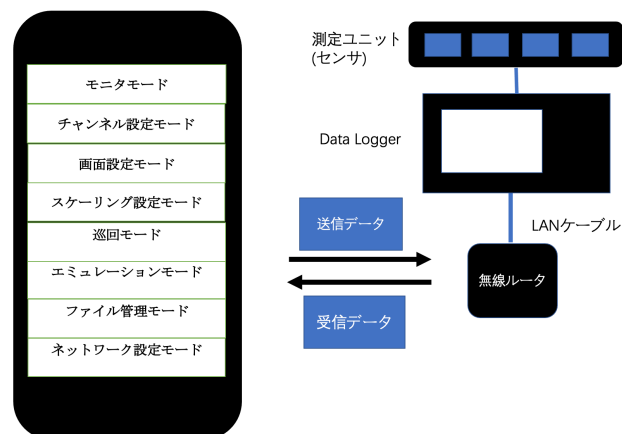 モニタモード
チャンネル設定モード
画面設定モード
スケーリング設定モード
巡回モード
エミュレーションモード
ファイル管理モード
ネットワーク設定モード
測定ユニット
(センサ)
Data Logger
LANケーブル
送信データ
無線ルータ
受信データ